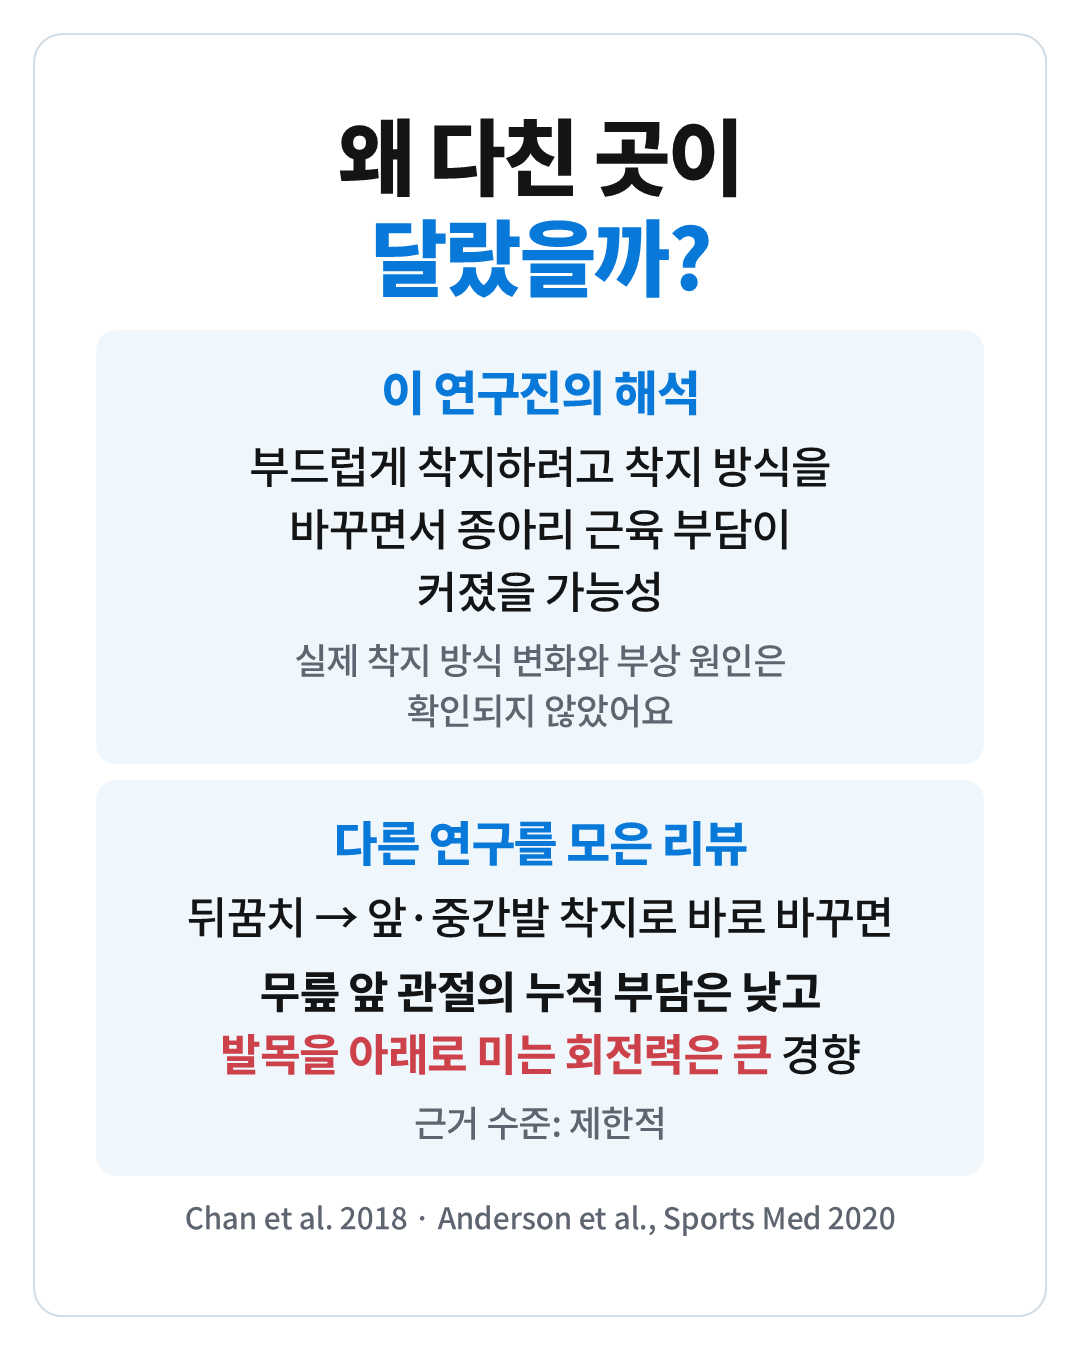 왜 다친 곳이
달랐을까?
이 연구진의 해석
부드럽게 착지하려고 착지 방식을
바꾸면서 종아리 근육 부담이
커졌을 가능성
실제 착지 방식 변화와 부상 원인은
확인되지 않았어요
다른 연구를 모은 리뷰
뒤꿈치 → 앞·중간발 착지로 바로 바꾸면
무릎 앞 관절의 누적 부담은 낮고
발목을 아래로 미는 회전력은 큰 경향
근거 수준: 제한적
Chan et al. 2018 · Anderson et al., Sports Med 2020